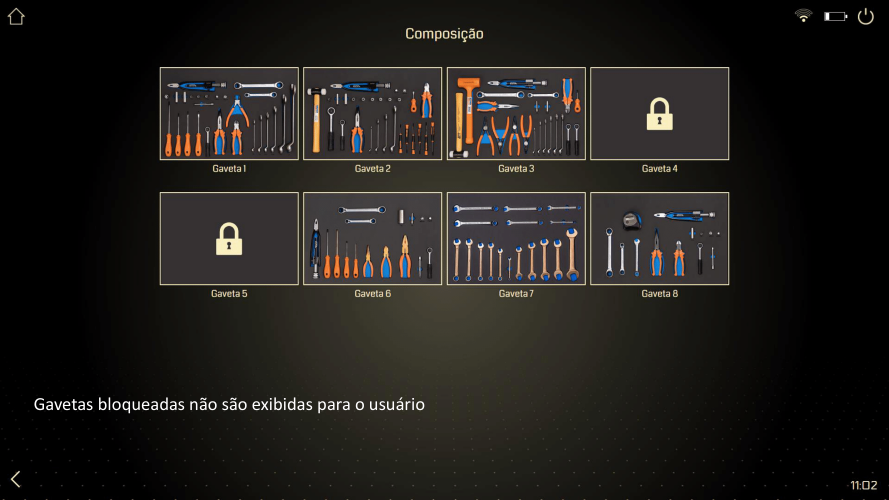 Composição
Gaveta 1
Gaveta 2
Gaveta 3
Gaveta 4
Gaveta 5
Gaveta 6
Gaveta 7
Gaveta 8
Gavetas bloqueadas não são exibidas para o usuário
11:02